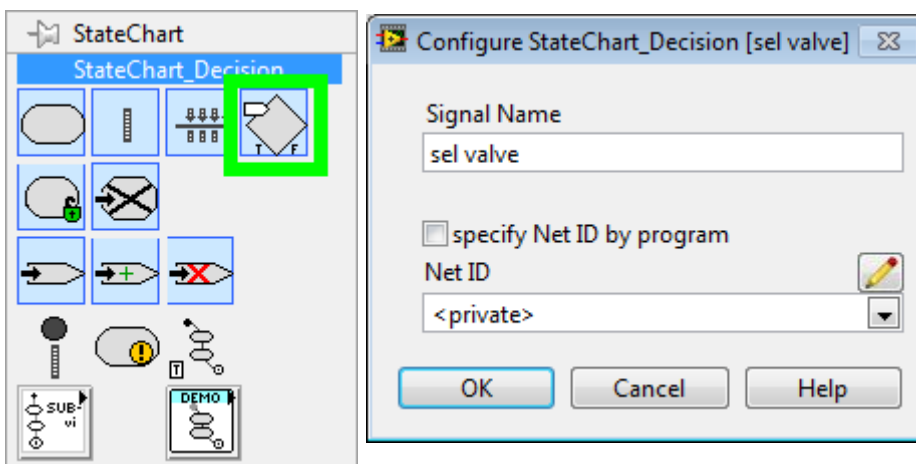 StateChart
StateChart_Decision
T F
T
SUB-
vi
DEMO
Configure StateChart_Decision [sel valve]
Signal Name
sel valve
specify Net ID by program
Net ID
<private>
OK Cancel Help